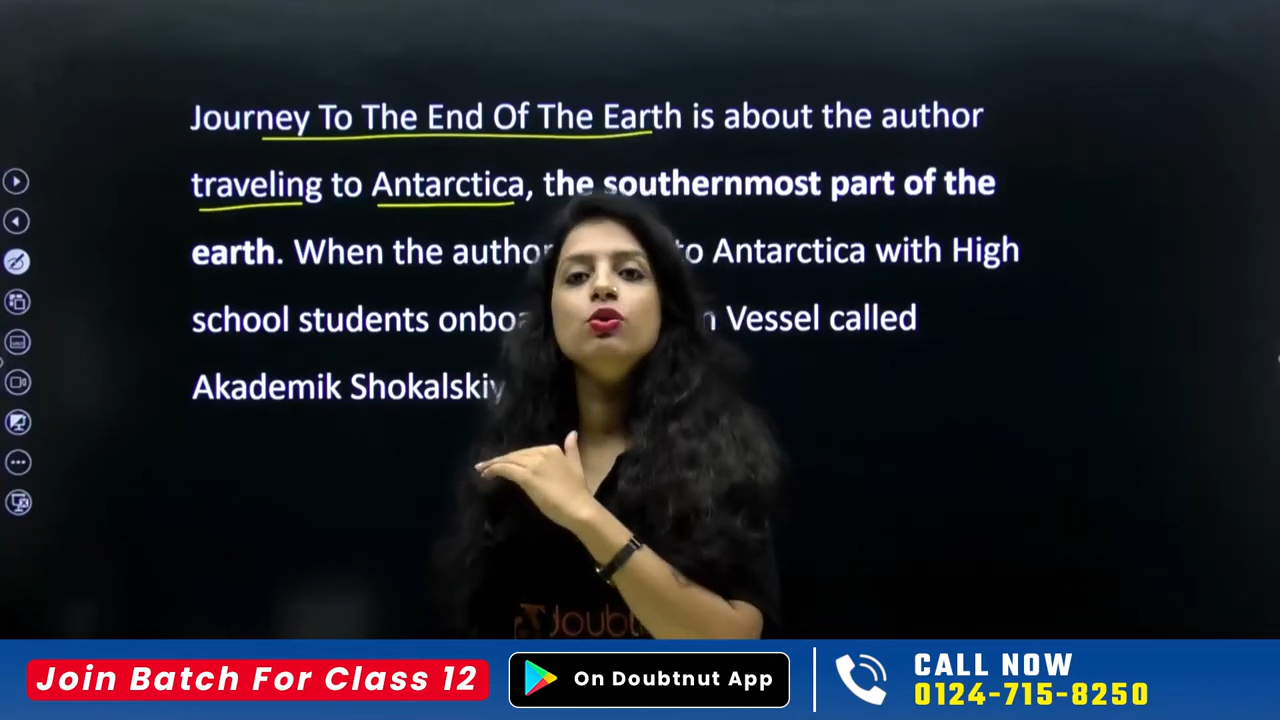 Journey To The End Of The Earth is about the author
traveling to Antarctica, the southernmost part of the
earth. When the author to Antarctica with High
school students Vessel called
Akademik Shokalskiy
Join Batch For Class 12
On Doubtnut App
CALL NOW
0124-715-8250